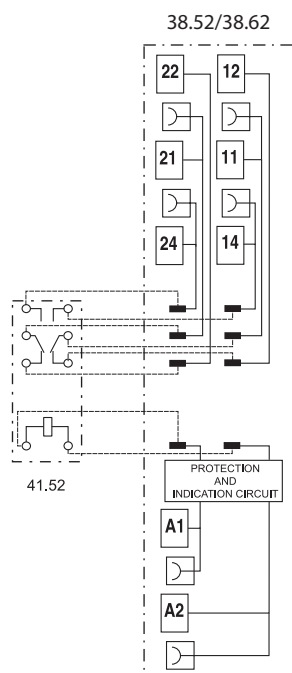 38.52/38.62
22 12
21 11
24 14
41.52
PROTECTION
AND
INDICATION CIRCUIT
A1
A2